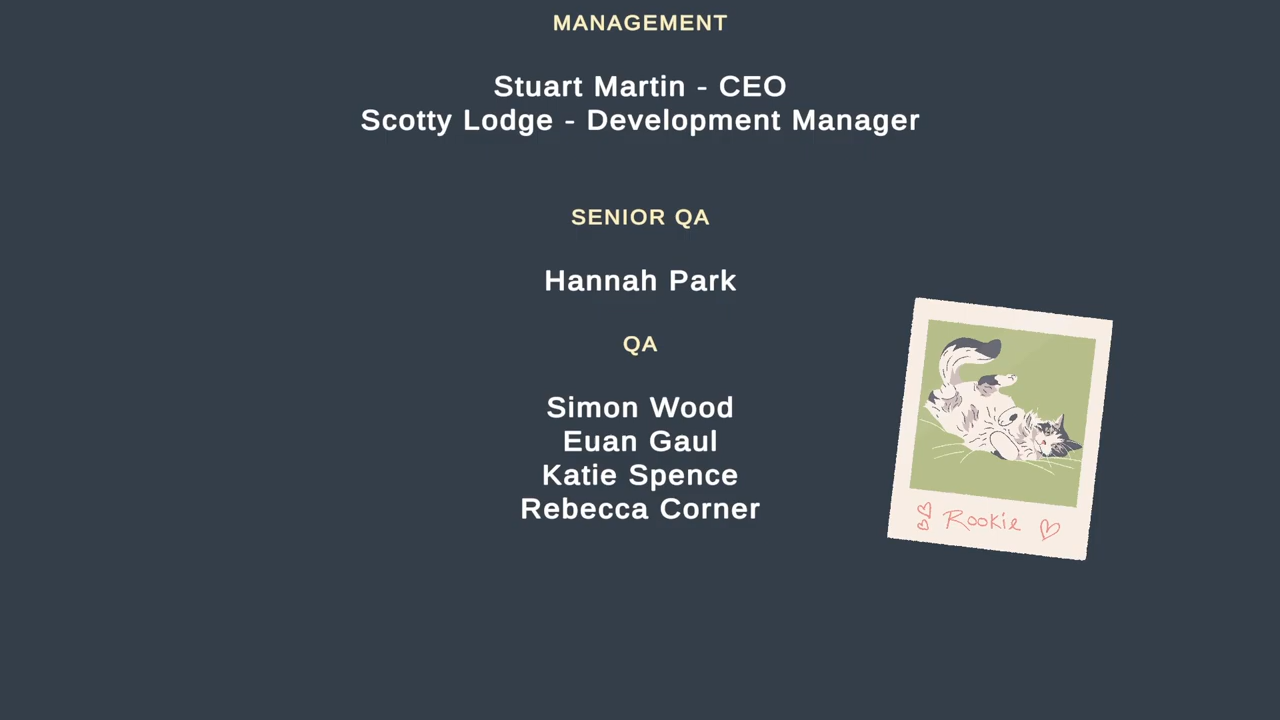 MANAGEMENT
Stuart Martin - CEO
Scotty Lodge - Development Manager
SENIOR QA
Hannah Park
QA
Simon Wood
Euan Gaul
Katie Spence
Rebecca Corner
Rookie